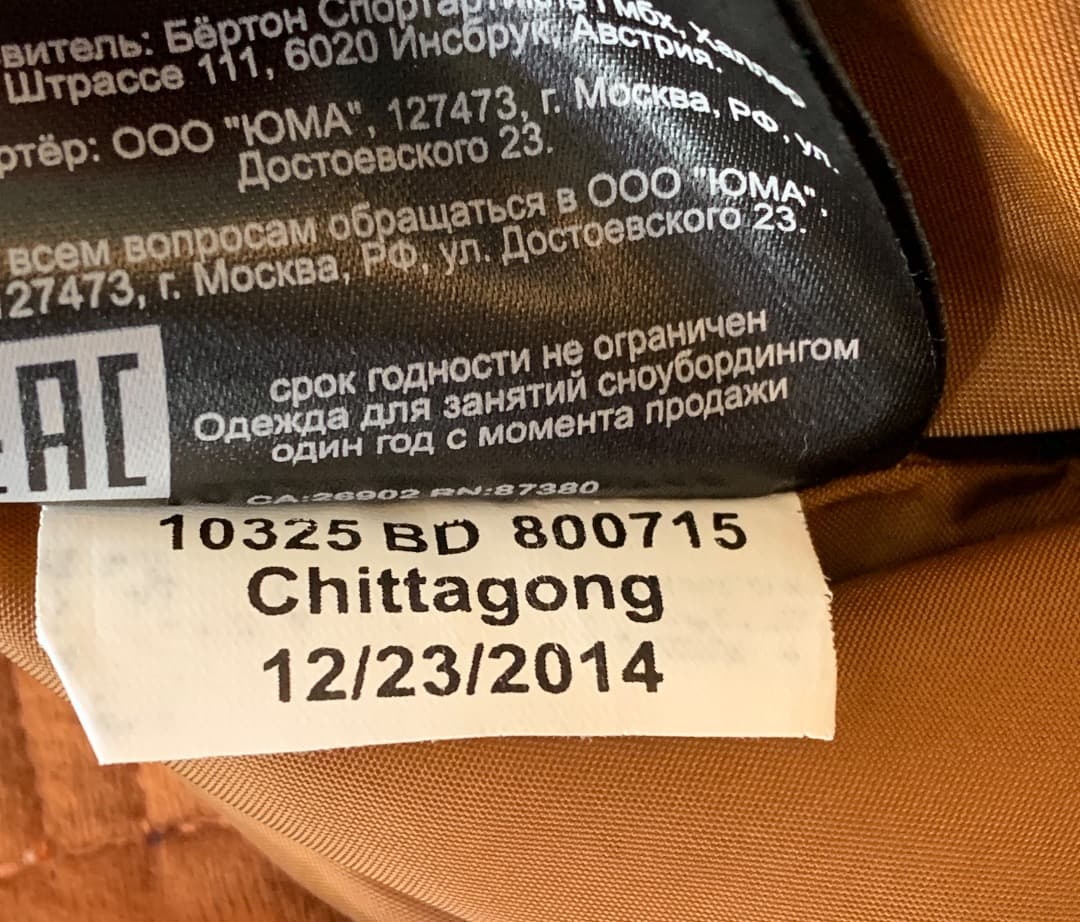 витель: Бёртон Спортартикель Гмбх, Халлер
Штрассе 111, 6020 Инсбрук, Австрия.
ртёр: ООО "ЮМА", 127473, г. Москва, РФ, ул.
Достоевского 23.
всем вопросам обращаться в ООО "ЮМА",
127473, г. Москва, РФ, ул. Достоевского 23.
EAC
срок годности не ограничен
Одежда для занятий сноубордингом
один год с момента продажи
CA:26902 RN:87380
10325 BD 800715
Chittagong
12/23/2014